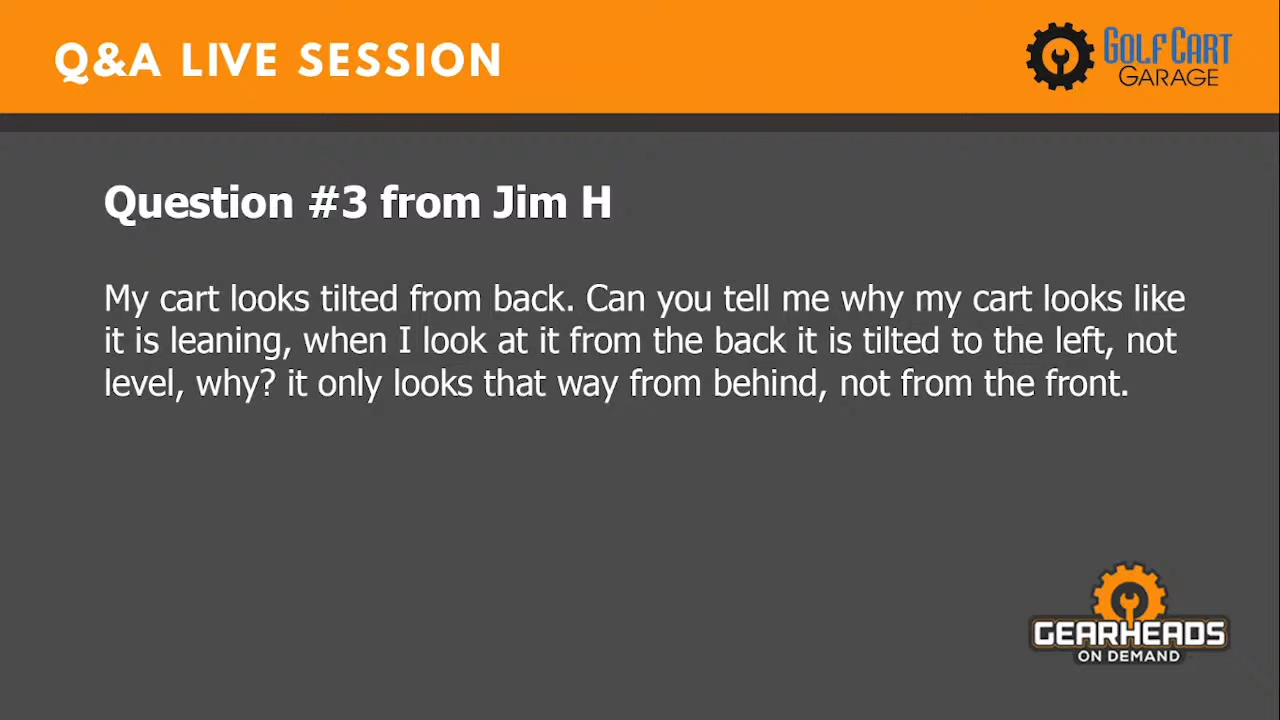 Q&A LIVE SESSION
GOLF CART
GARAGE
Question #3 from Jim H
My cart looks tilted from back. Can you tell me why my cart looks like
it is leaning, when I look at it from the back it is tilted to the left, not
level, why? it only looks that way from behind, not from the front.
GEARHEADS
ON DEMAND